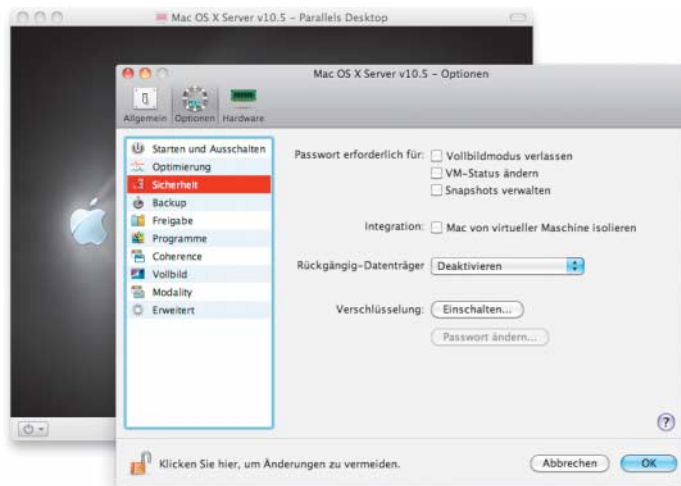 Mac OS X Server v10.5 – Parallels Desktop
Mac OS X Server v10.5 – Optionen
Allgemein Optionen Hardware
Starten und Ausschalten
Optimierung
Sicherheit
Backup
Freigabe
Programme
Coherence
Vollbild
Modality
Erweitert
Passwort erforderlich für: Vollbildmodus verlassen
VM-Status ändern
Snapshots verwalten
Integration: Mac von virtueller Maschine isolieren
Rückgängig-Datenträger Deaktivieren
Verschlüsselung: Einschalten...
Passwort ändern...
?
Klicken Sie hier, um Änderungen zu vermeiden.
Abbrechen OK